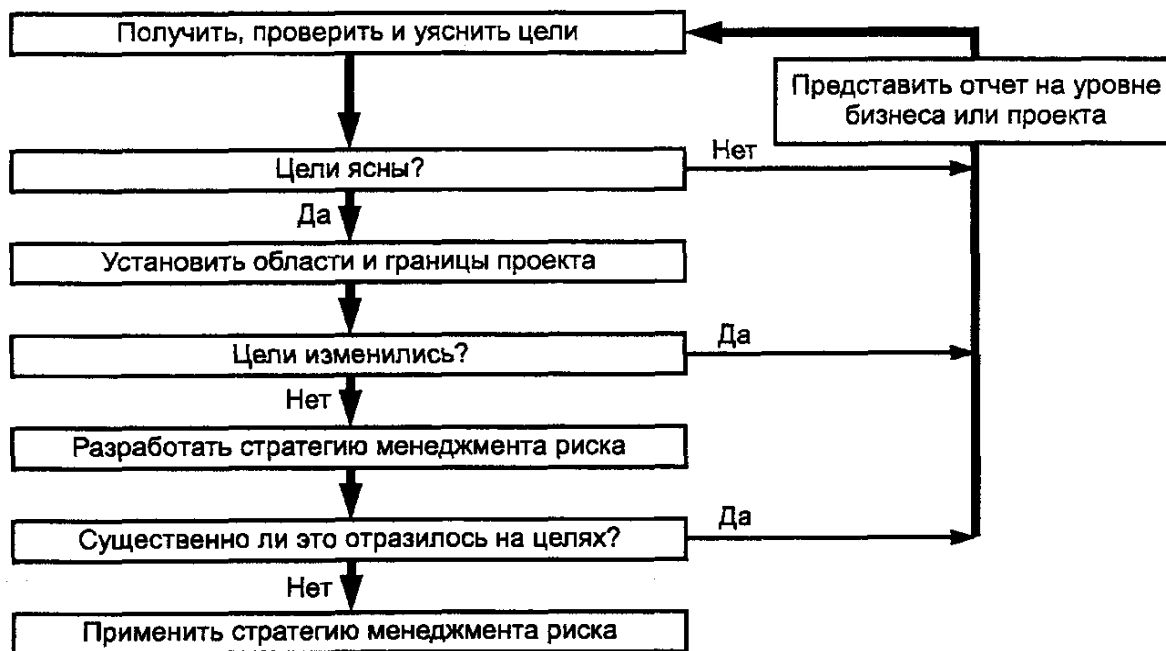 Получить, проверить и уяснить цели
Представить отчет на уровне
бизнеса или проекта
Цели ясны?
Нет
Да
Установить области и границы проекта
Цели изменились?
Да
Нет
Разработать стратегию менеджмента риска
Существенно ли это отразилось на целях?
Да
Нет
Применить стратегию менеджмента риска